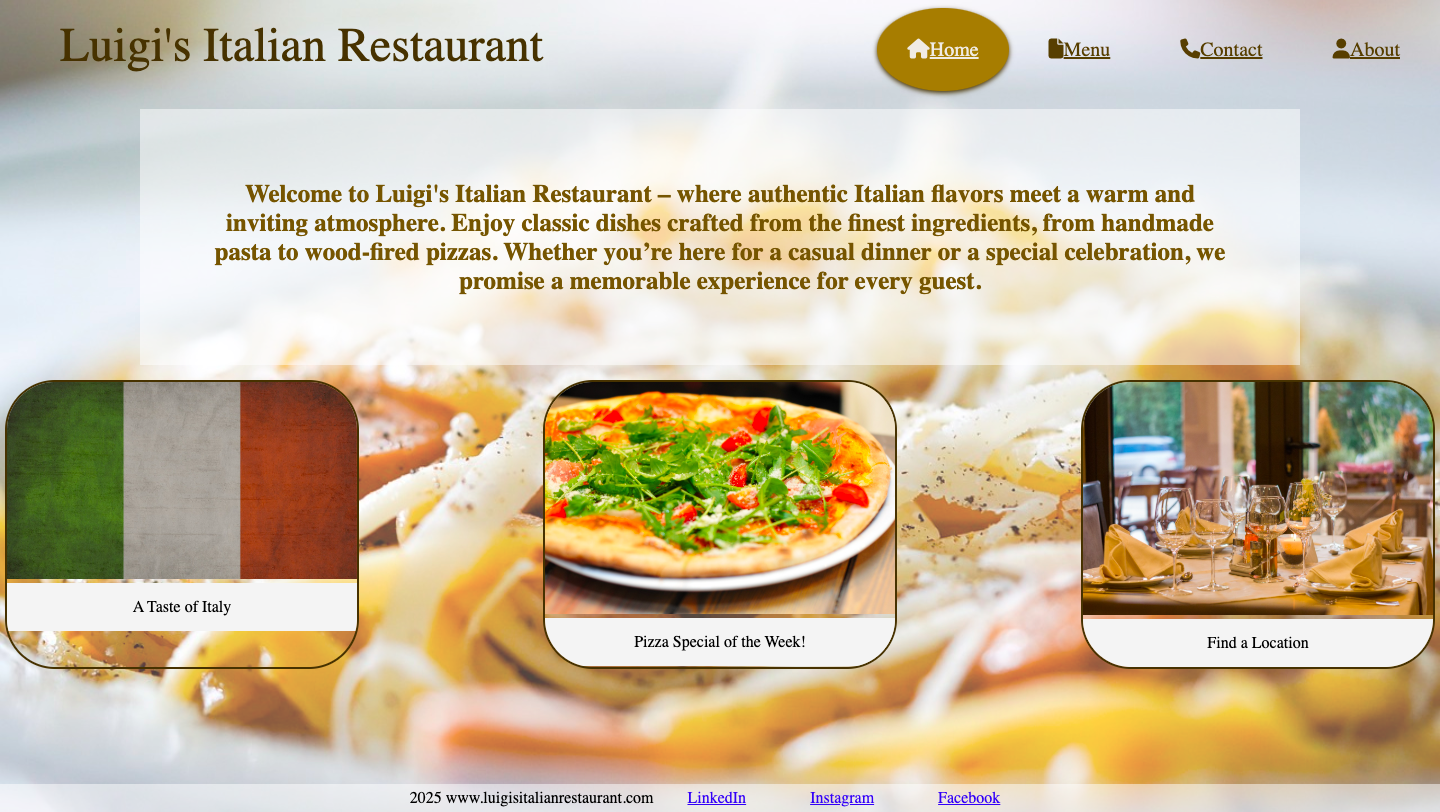 Luigi's Italian Restaurant
Home Menu Contact About
Welcome to Luigi's Italian Restaurant – where authentic Italian flavors meet a warm and
inviting atmosphere. Enjoy classic dishes crafted from the finest ingredients, from handmade
pasta to wood-fired pizzas. Whether you’re here for a casual dinner or a special celebration, we
promise a memorable experience for every guest.
A Taste of Italy
Pizza Special of the Week!
Find a Location
2025 www.luigisitalianrestaurant.com LinkedIn Instagram Facebook